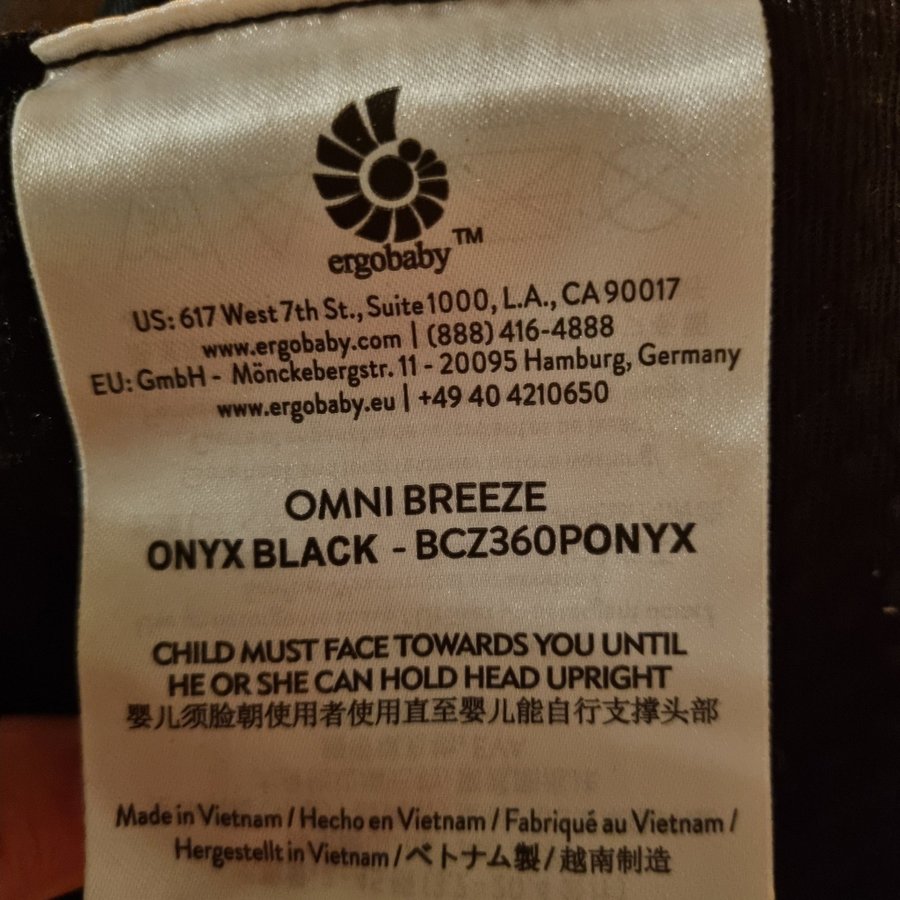 ergobaby™
US: 617 West 7th St., Suite 1000, L.A., CA 90017
www.ergobaby.com | (888) 416-4888
EU: GmbH - Mönckebergstr. 11 - 20095 Hamburg, Germany
www.ergobaby.eu | +49 40 4210650
OMNI BREEZE
ONYX BLACK - BCZ360PONYX
CHILD MUST FACE TOWARDS YOU UNTIL
HE OR SHE CAN HOLD HEAD UPRIGHT
婴儿须脸朝使用者使用直至婴儿能自行支撑头部
Made in Vietnam / Hecho en Vietnam / Fabriqué au Vietnam /
Hergestellt in Vietnam / ベトナム製 / 越南制造